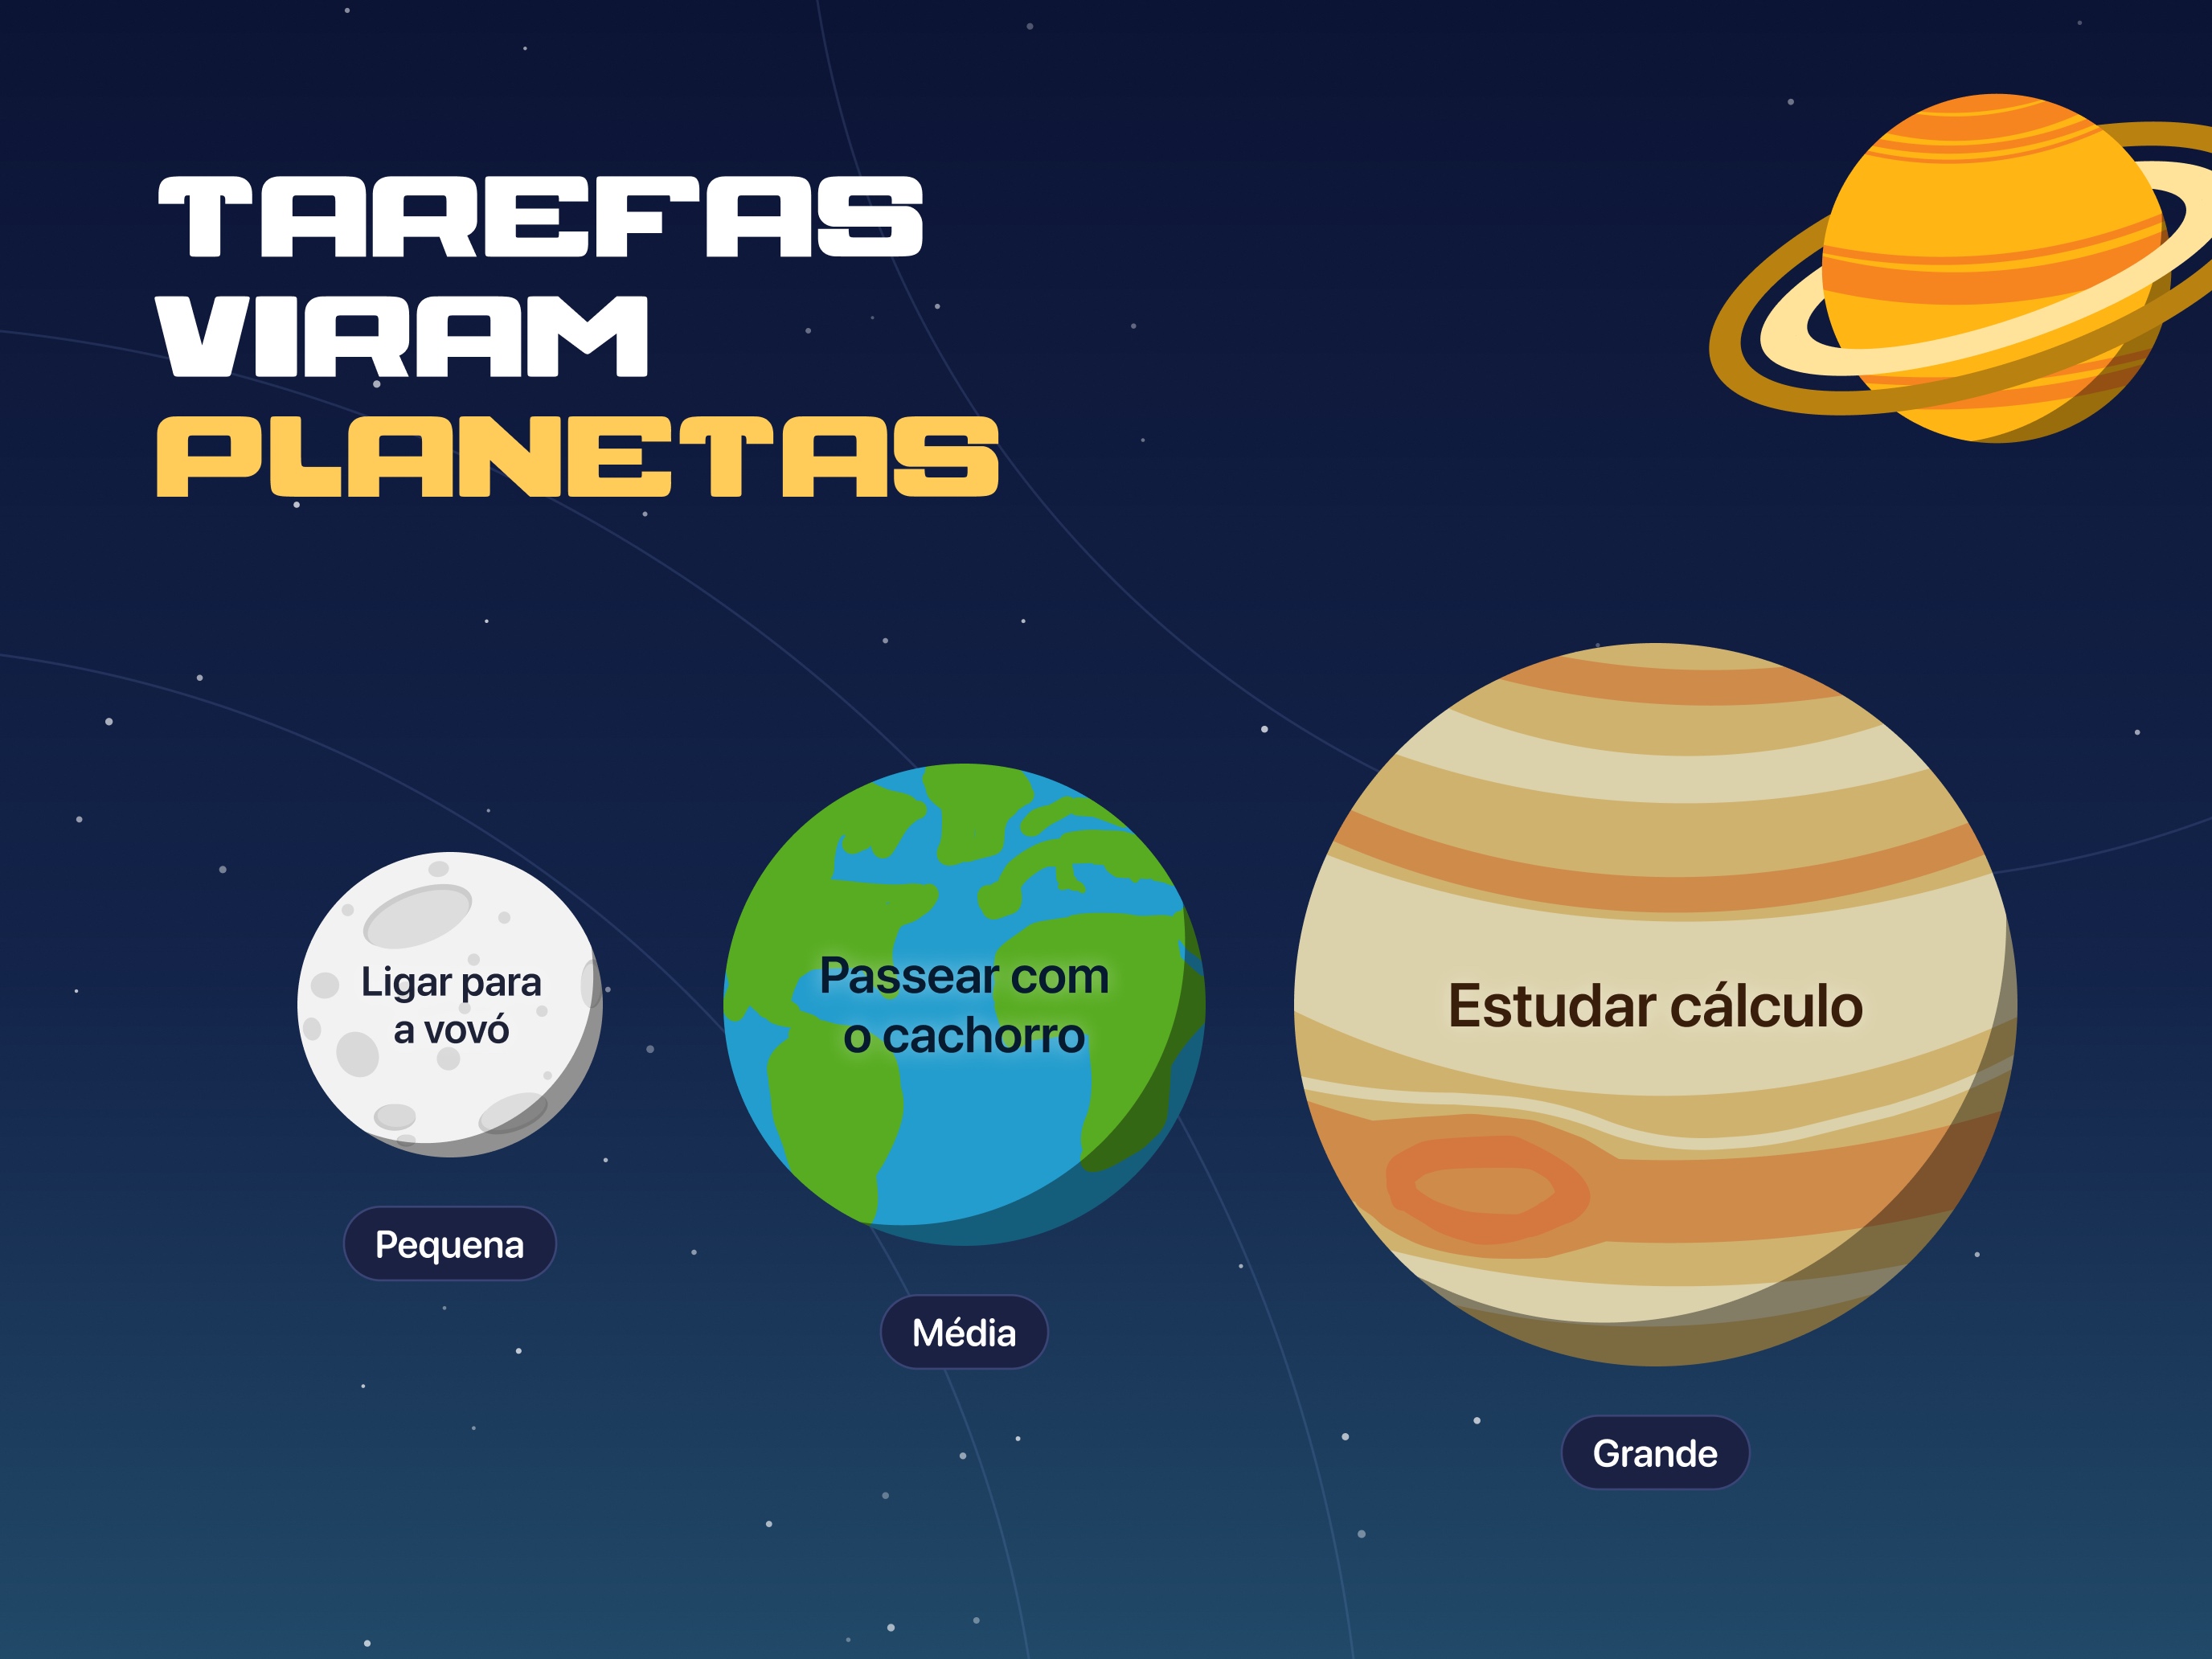 TAREFAS
VIRAM
PLANETAS
Ligar para
a vovó
Pequena
Passear com
o cachorro
Média
Estudar cálculo
Grande